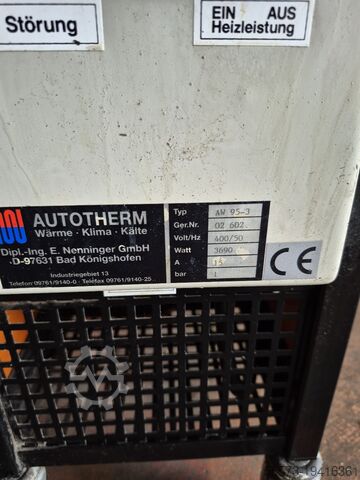 Störung
EIN AUS
Heizleistung
AUTOTHERM
Wärme · Klima · Kälte
Dipl.-Ing. E. Nenninger GmbH
D-97631 Bad Königshofen
Industriegebiet 13
Telefon 09761/9140-0 · Telefax 09761/9140-25
Typ AW 95-3
Ger.Nr. 02 602
Volt/Hz 400/50
Watt 3690
A 15
bar 1
CE